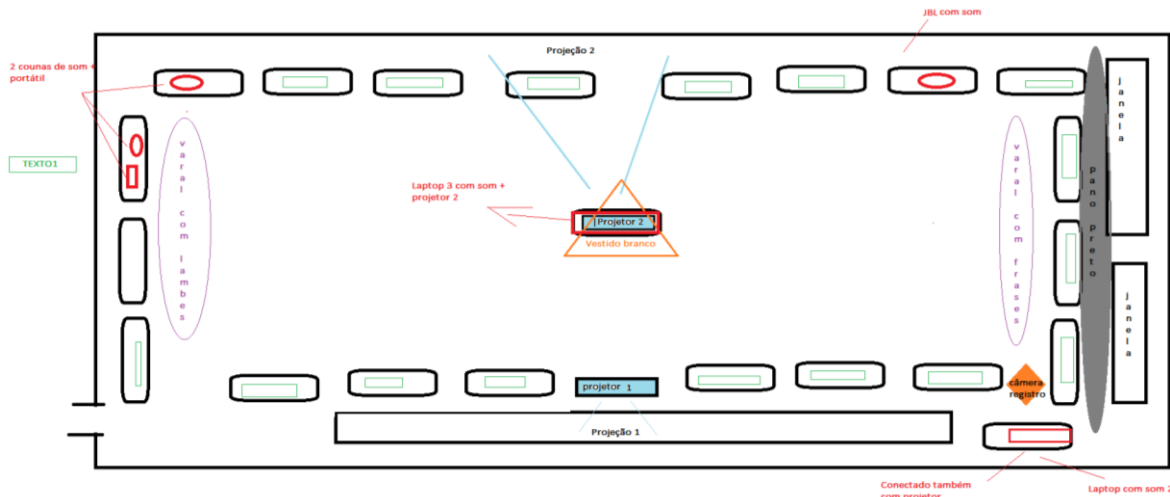 JBL com som
Projeção 2
2 counas de som +
portátil
janela
TEXTO1
varal com lambes
varal com frases
pano preto
Laptop 3 com som +
projetor 2
Projetor 2
Vestido branco
janela
projetor 1
câmera
registro
Projeção 1
Conectado também
com projetor
Laptop com som 2